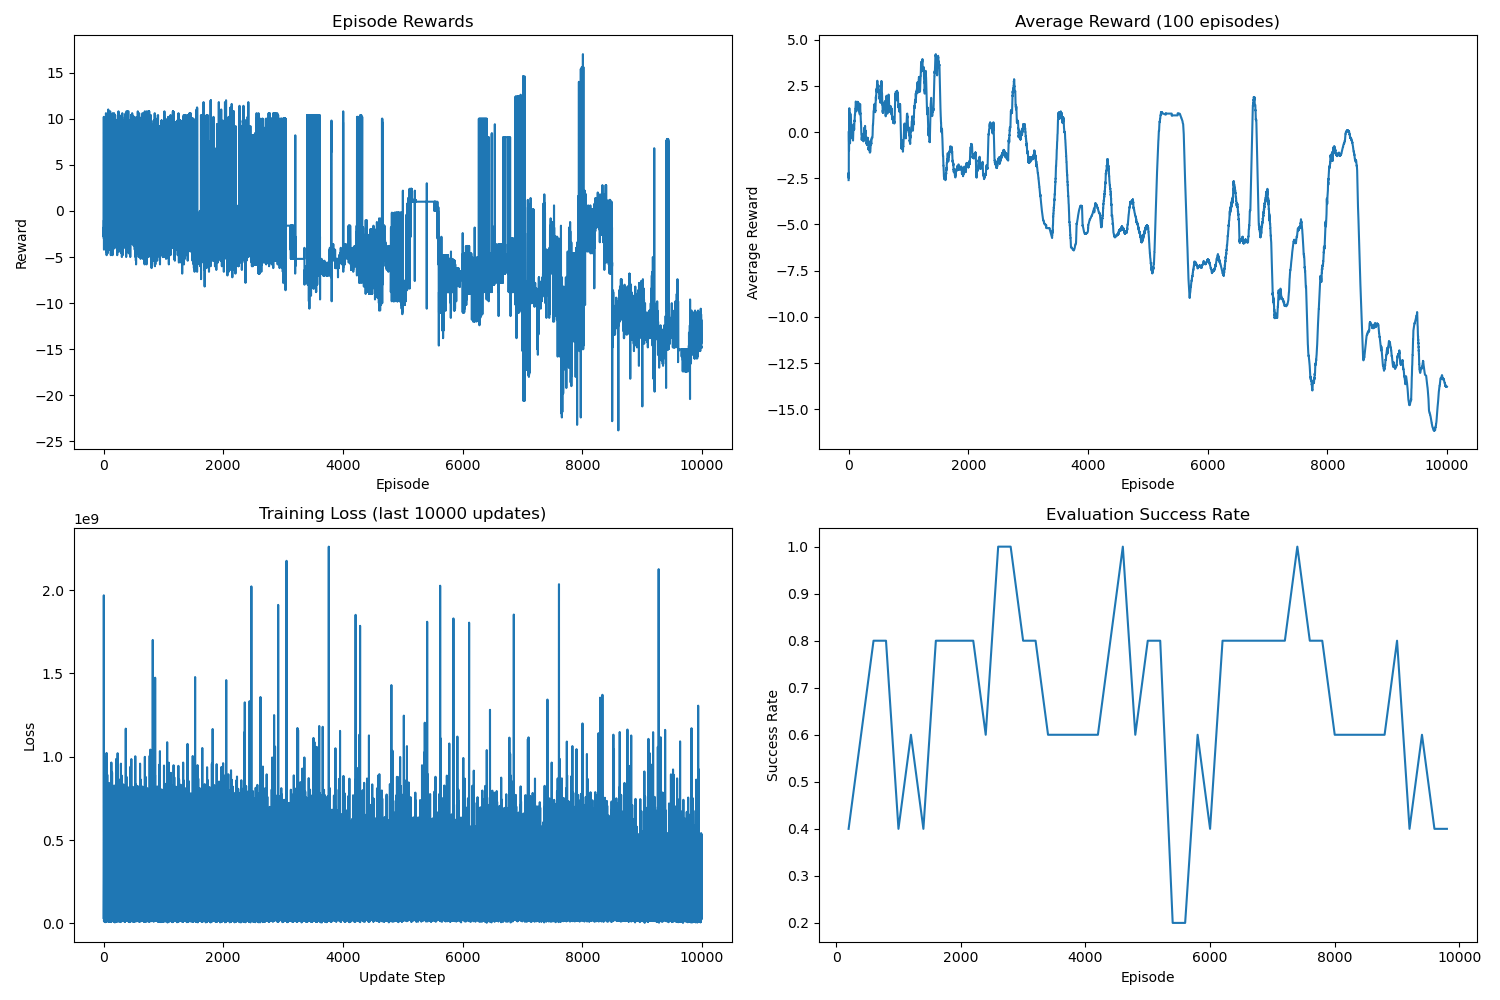 Episode Rewards
Reward
15
10
5
0
−5
−10
−15
−20
−25
0 2000 4000 6000 8000 10000
Episode
Average Reward (100 episodes)
Average Reward
5.0
2.5
0.0
−2.5
−5.0
−7.5
−10.0
−12.5
−15.0
0 2000 4000 6000 8000 10000
Episode
Training Loss (last 10000 updates)
1e9
Loss
2.0
1.5
1.0
0.5
0.0
0 2000 4000 6000 8000 10000
Update Step
Evaluation Success Rate
Success Rate
1.0
0.9
0.8
0.7
0.6
0.5
0.4
0.3
0.2
0 2000 4000 6000 8000 10000
Episode